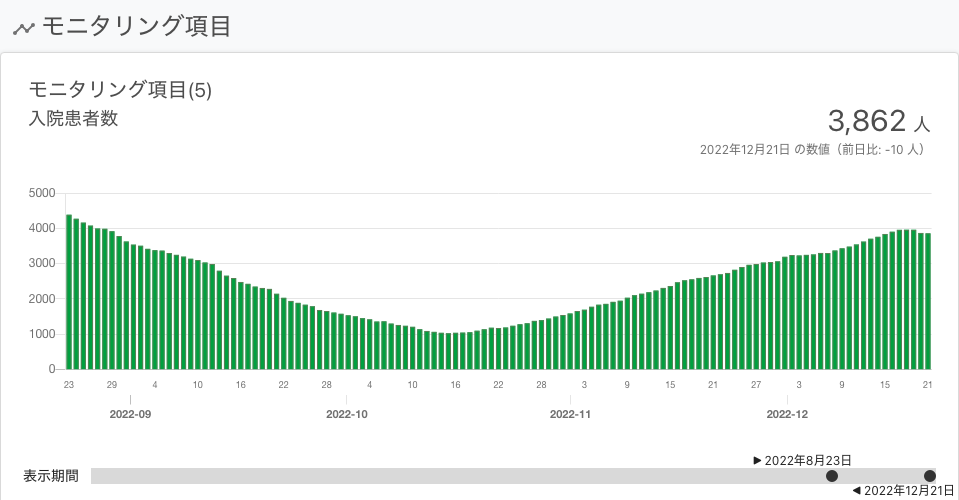 モニタリング項目
モニタリング項目(5)
入院患者数
3,862 人
2022年12月21日 の数値（前日比: -10 人）
5000
4000
3000
2000
1000
0
23 29 4 10 16 22 28 4 10 16 22 28 3 9 15 21 27 3 9 15 21
2022-09 2022-10 2022-11 2022-12
▶ 2022年8月23日
表示期間
◀ 2022年12月21日